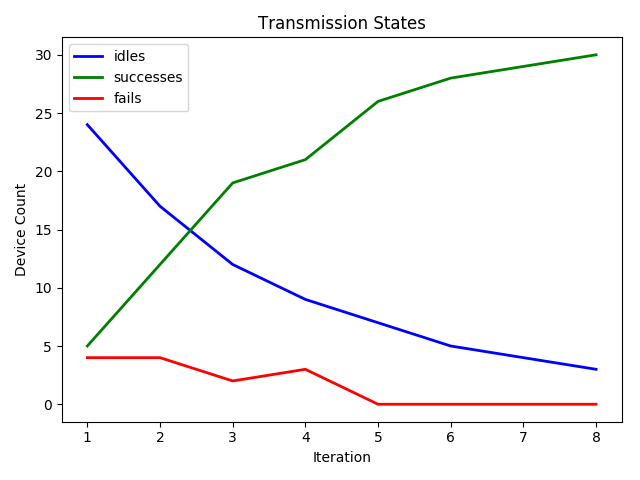 Transmission States
idles
successes
fails
30
25
20
15
10
5
0
Device Count
1 2 3 4 5 6 7 8
Iteration